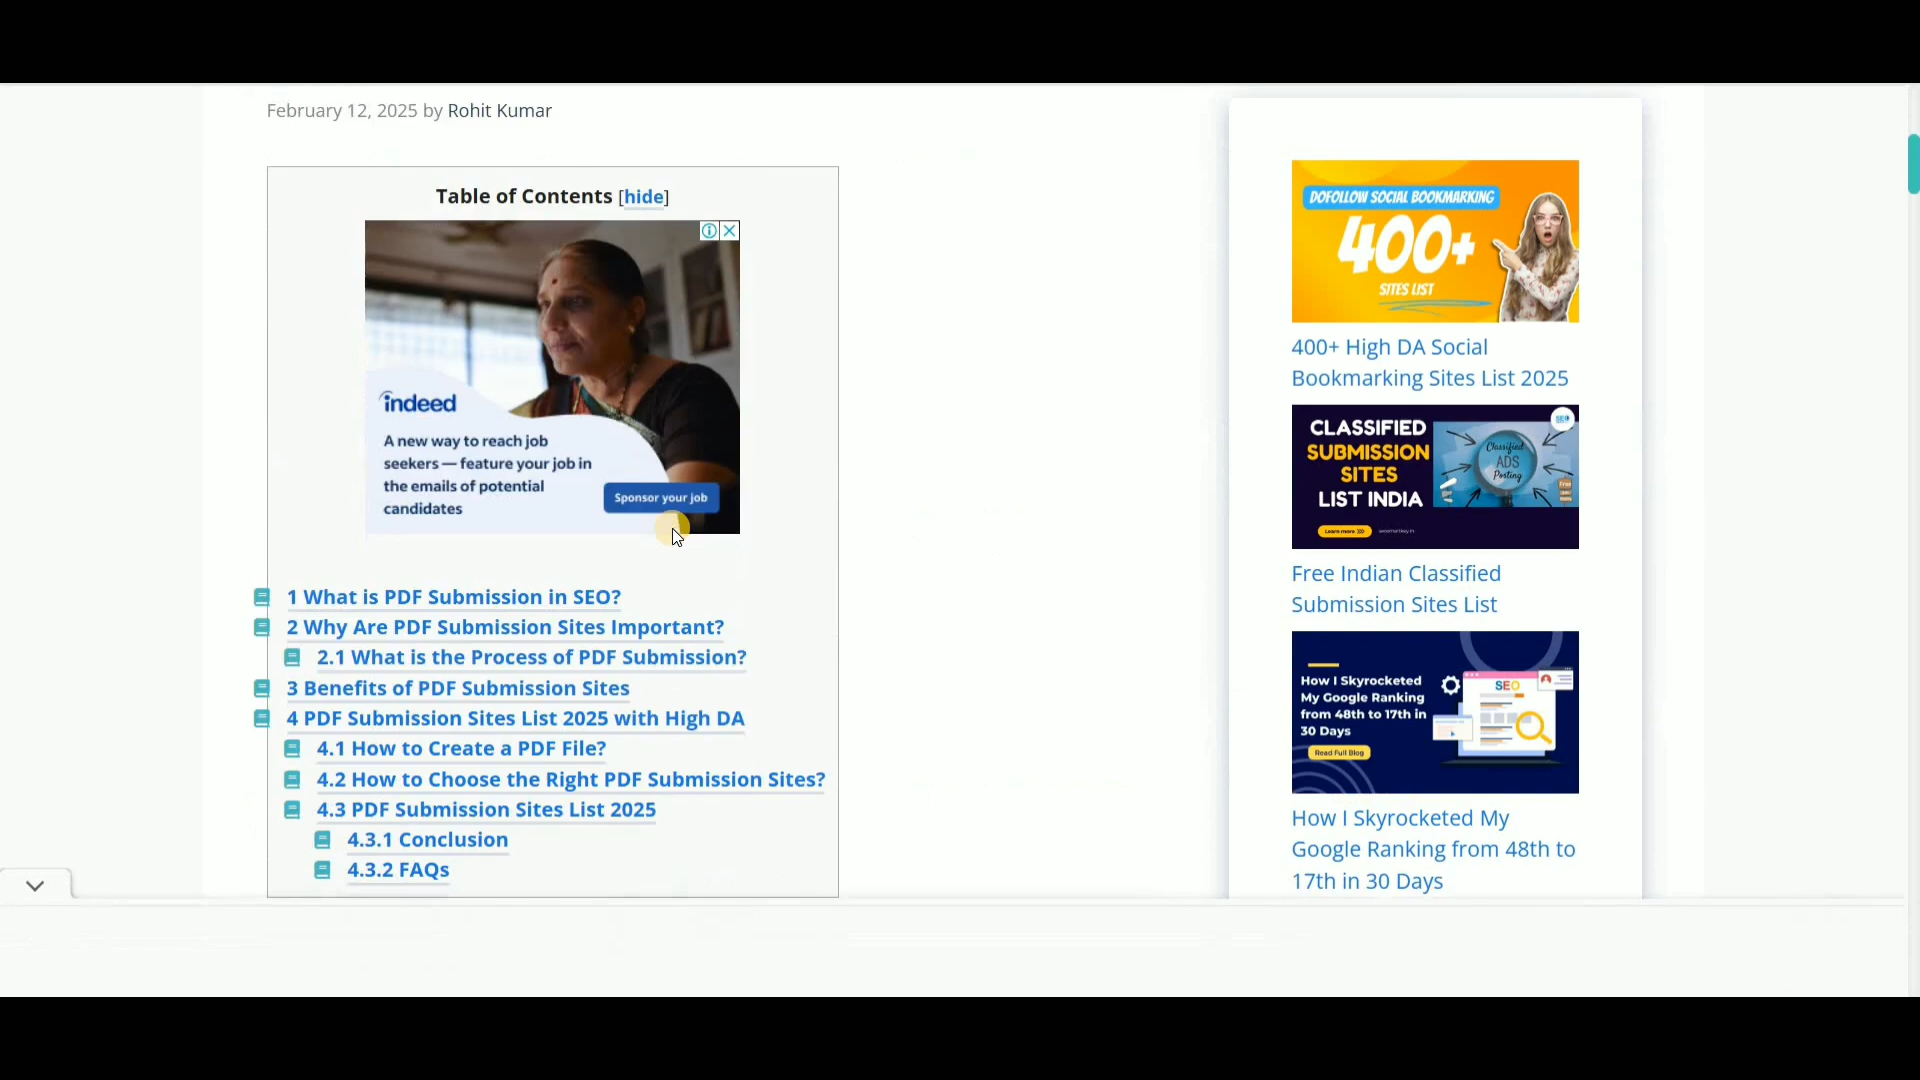 February 12, 2025 by Rohit Kumar
Table of Contents [hide]
indeed
A new way to reach job
seekers — feature your job in
the emails of potential
candidates
Sponsor your job
1 What is PDF Submission in SEO?
2 Why Are PDF Submission Sites Important?
2.1 What is the Process of PDF Submission?
3 Benefits of PDF Submission Sites
4 PDF Submission Sites List 2025 with High DA
4.1 How to Create a PDF File?
4.2 How to Choose the Right PDF Submission Sites?
4.3 PDF Submission Sites List 2025
4.3.1 Conclusion
4.3.2 FAQs
DOFOLLOW SOCIAL BOOKMARKING
400+
SITES LIST
400+ High DA Social
Bookmarking Sites List 2025
CLASSIFIED
SUBMISSION
SITES
LIST INDIA
Classified
ADS
Posting
Free
Learn more >>>
Free Indian Classified
Submission Sites List
How I Skyrocketed
My Google Ranking
from 48th to 17th in
30 Days
Read Full Blog
SEO
How I Skyrocketed My
Google Ranking from 48th to
17th in 30 Days